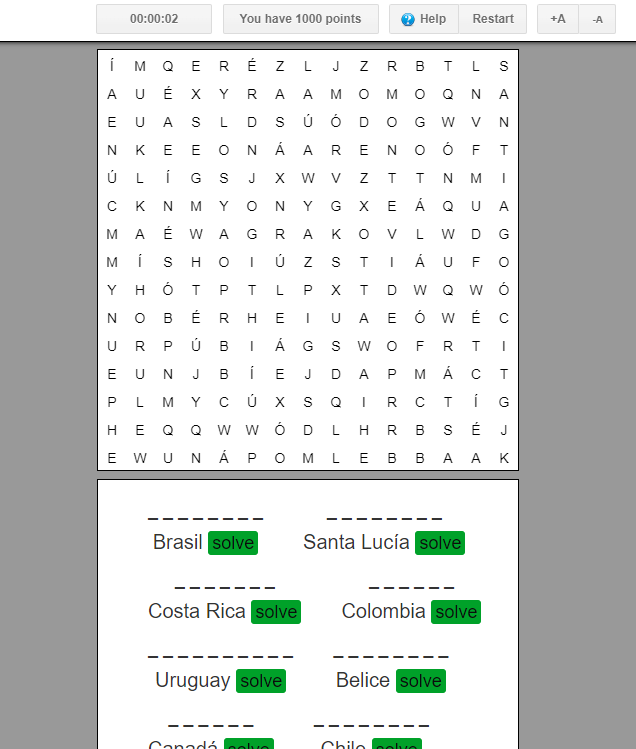 00:00:02 You have 1000 points Help Restart +A -A
Í M Q E R É Z L J Z R B T L S
A U É X Y R A A M O M O Q N A
E U A S L D S Ú Ó D O G W V N
N K E E O N Á A R E N O Ó F T
Ú L Í G S J X W V Z T T N M I
C K N M Y O N Y G X E Á Q U A
M A É W A G R A K O V L W D G
M Í S H O I Ú Z S T I Á U F O
Y H Ó T P T L P X T D W Q W Ó
N O B É R H E I U A E Ó W É C
U R P Ú B I Á G S W O F R T I
E U N J B Í E J D A P M Á C T
P L M Y C Ú X S Q I R C T Í G
H E Q Q W W Ó D L H R B S É J
E W U N Á P O M L E B B A A K
_ _ _ _ _ _ _ _ _ _ _ _ _ _ _ _
Brasil solve Santa Lucía solve
_ _ _ _ _ _ _ _ _ _ _ _ _
Costa Rica solve Colombia solve
_ _ _ _ _ _ _ _ _ _ _ _ _ _ _ _ _ _
Uruguay solve Belice solve
_ _ _ _ _ _ _ _ _ _ _ _ _ _
Canadá solve Chile solve